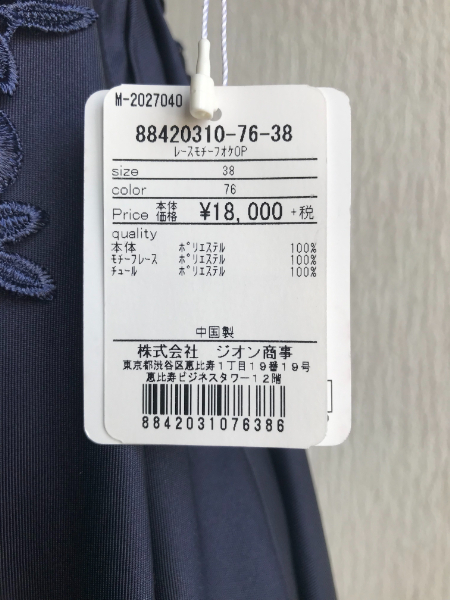 M-2027040
88420310-76-38
ﾚｰｽﾓﾁｰﾌｵｹOP
size 38
color 76
Price 本体価格 ¥18,000 +税
quality
本体 ﾎﾟﾘｴｽﾃﾙ 100%
ﾓﾁｰﾌﾚｰｽ ﾎﾟﾘｴｽﾃﾙ 100%
ﾁｭｰﾙ ﾎﾟﾘｴｽﾃﾙ 100%
中国製
株式会社 ジオン商事
東京都渋谷区恵比寿1丁目19番19号
恵比寿ビジネスタワー12階
8842031076386